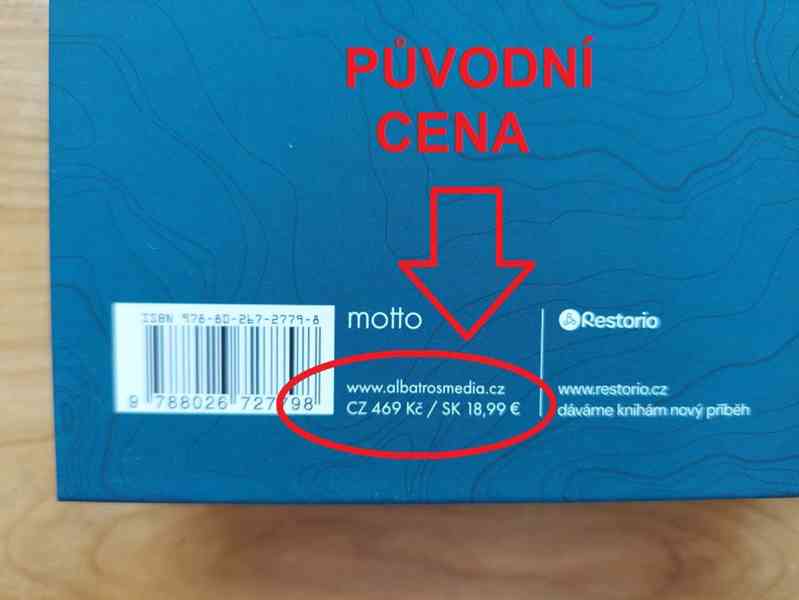 PŮVODNÍ
CENA
ISBN 978-80-267-2779-8
9 788026 727798
motto
www.albatrosmedia.cz
CZ 469 Kč / SK 18,99 €
Restorio
www.restorio.cz
dáváme knihám nový příběh